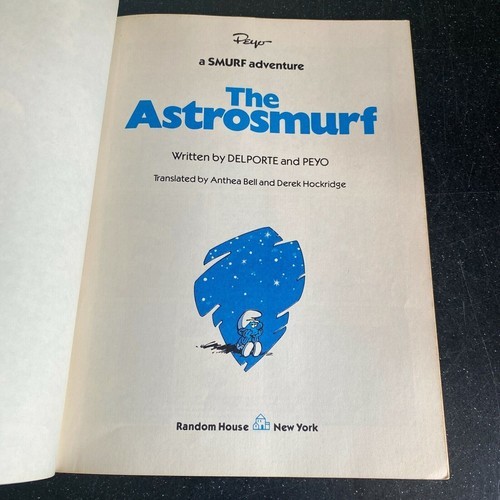 Peyo
a SMURF adventure
The
Astrosmurf
Written by DELPORTE and PEYO
Translated by Anthea Bell and Derek Hockridge
Random House New York